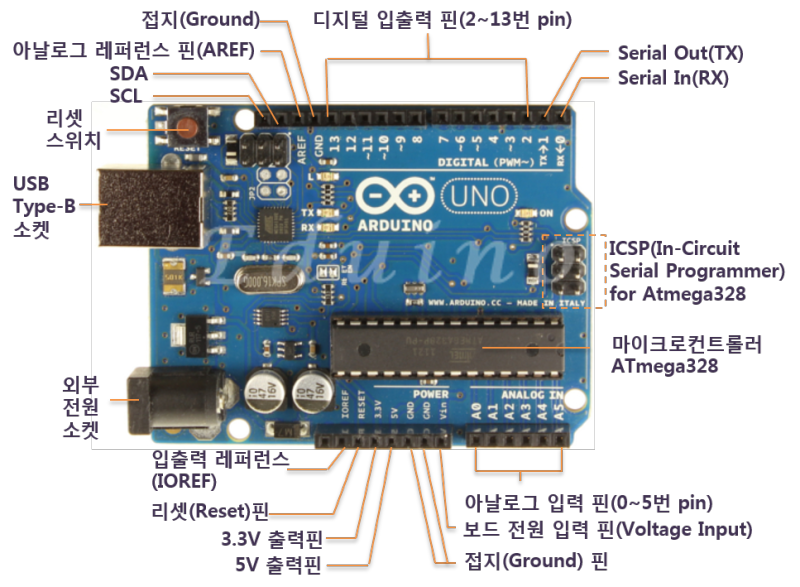 접지(Ground)
디지털 입출력 핀(2~13번 pin)
아날로그 레퍼런스 핀(AREF)
Serial Out(TX)
SDA
Serial In(RX)
SCL
리셋
스위치
RESET
AREF
GND
13
12
~11
~10
~9
8
7
~6
~5
4
~3
2
TX→1
RX←0
DIGITAL (PWM~)
USB
Type-B
소켓
L
TX
RX
JP2
ARDUINO
UNO
ON
Eduino
ICSP
ICSP(In-Circuit
Serial Programmer)
for Atmega328
SPK16.000G
WWW.ARDUINO.CC - MADE IN ITALY
마이크로컨트롤러
ATmega328
외부
전원
소켓
47
16V
47
16V
POWER
ANALOG IN
IOREF
RESET
3.3V
5V
GND
GND
Vin
A0
A1
A2
A3
A4
A5
입출력 레퍼런스
(IOREF)
리셋(Reset)핀
3.3V 출력핀
5V 출력핀
아날로그 입력 핀(0~5번 pin)
보드 전원 입력 핀(Voltage Input)
접지(Ground) 핀